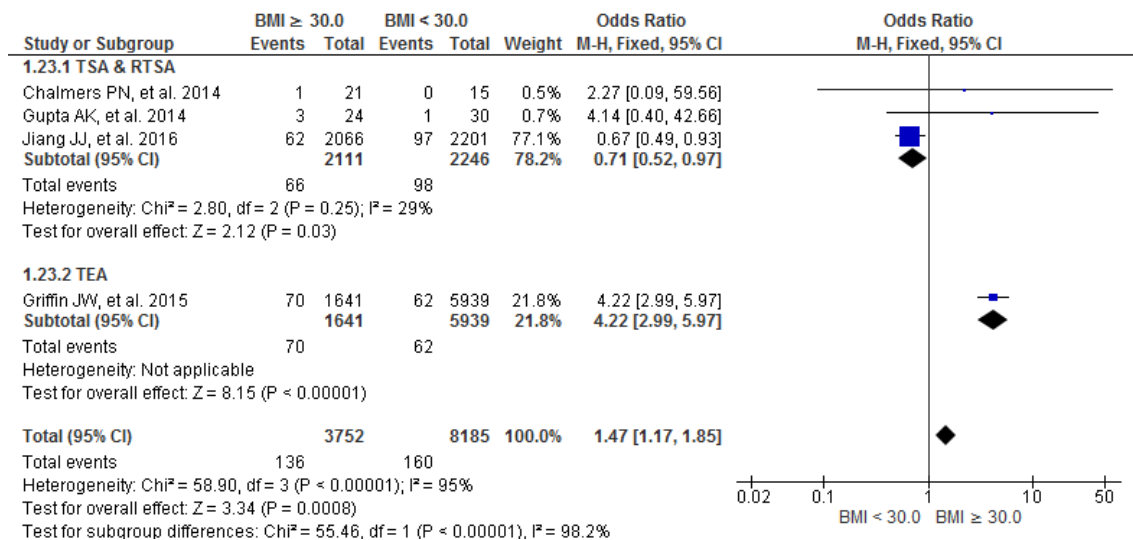 BMI ≥ 30.0 BMI < 30.0 Odds Ratio Odds Ratio
Study or Subgroup Events Total Events Total Weight M-H, Fixed, 95% CI M-H, Fixed, 95% CI
1.23.1 TSA & RTSA
Chalmers PN, et al. 2014 1 21 0 15 0.5% 2.27 [0.09, 59.56]
Gupta AK, et al. 2014 3 24 1 30 0.7% 4.14 [0.40, 42.66]
Jiang JJ, et al. 2016 62 2066 97 2201 77.1% 0.67 [0.49, 0.93]
Subtotal (95% CI) 2111 2246 78.2% 0.71 [0.52, 0.97]
Total events 66 98
Heterogeneity: Chi² = 2.80, df = 2 (P = 0.25); I² = 29%
Test for overall effect: Z = 2.12 (P = 0.03)
1.23.2 TEA
Griffin JW, et al. 2015 70 1641 62 5939 21.8% 4.22 [2.99, 5.97]
Subtotal (95% CI) 1641 5939 21.8% 4.22 [2.99, 5.97]
Total events 70 62
Heterogeneity: Not applicable
Test for overall effect: Z = 8.15 (P < 0.00001)
Total (95% CI) 3752 8185 100.0% 1.47 [1.17, 1.85]
Total events 136 160
Heterogeneity: Chi² = 58.90, df = 3 (P < 0.00001); I² = 95%
Test for overall effect: Z = 3.34 (P = 0.0008)
Test for subgroup differences: Chi² = 55.46, df = 1 (P < 0.00001), I² = 98.2%
0.02 0.1 1 10 50
BMI < 30.0 BMI ≥ 30.0